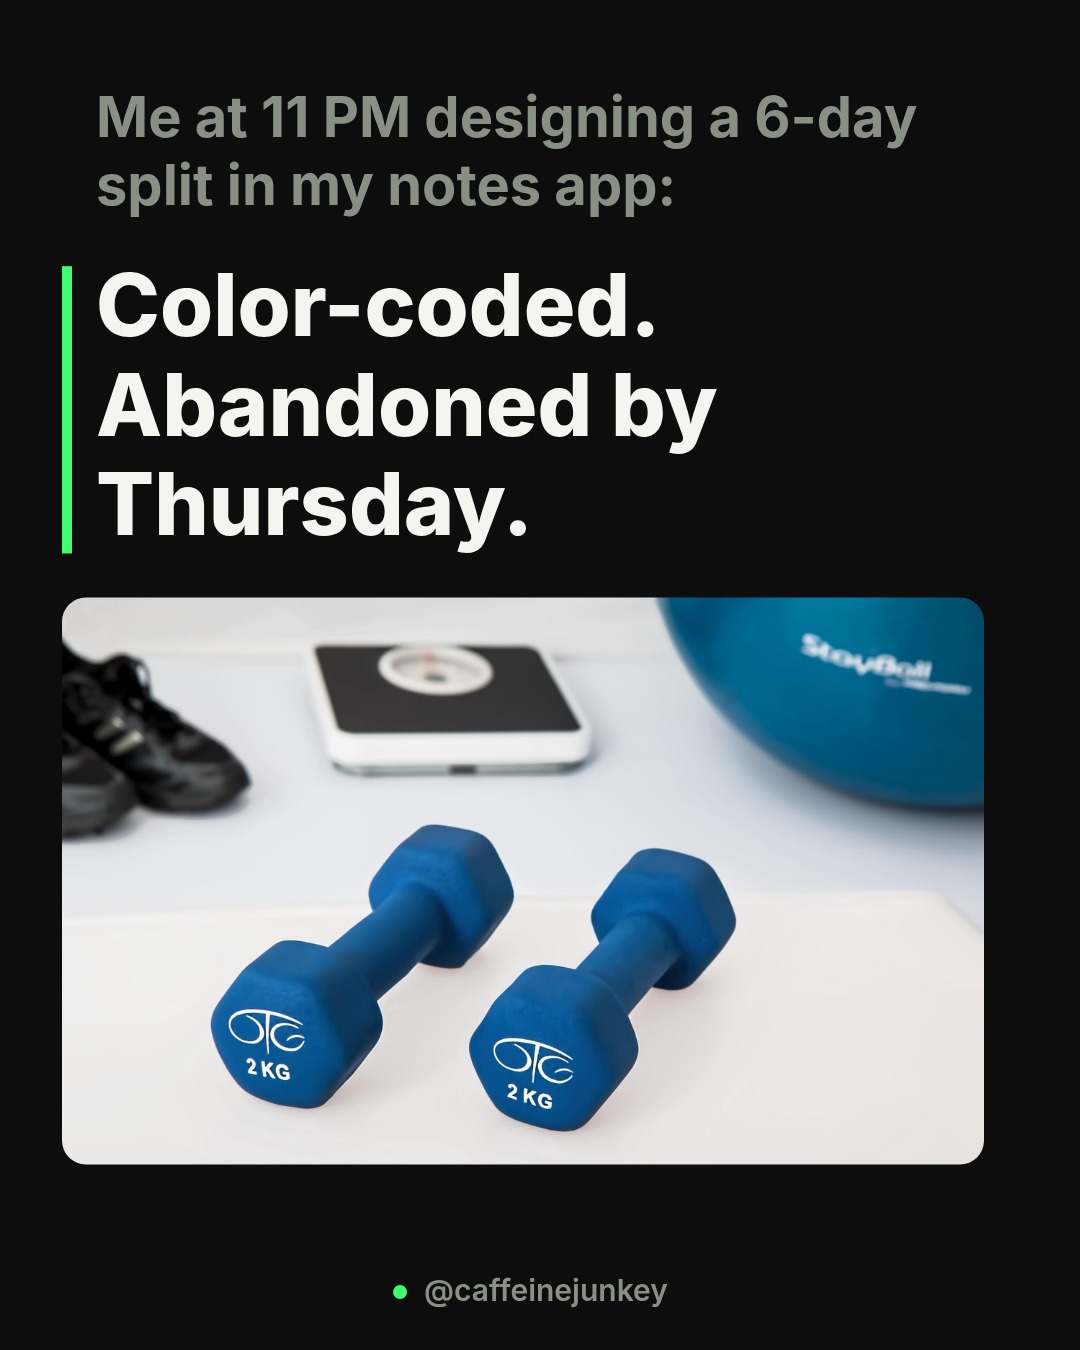 Me at 11 PM designing a 6-day
split in my notes app:
Color-coded.
Abandoned by
Thursday.
StayBall
OTG
2 KG
OTG
2 KG
@caffeinejunkey